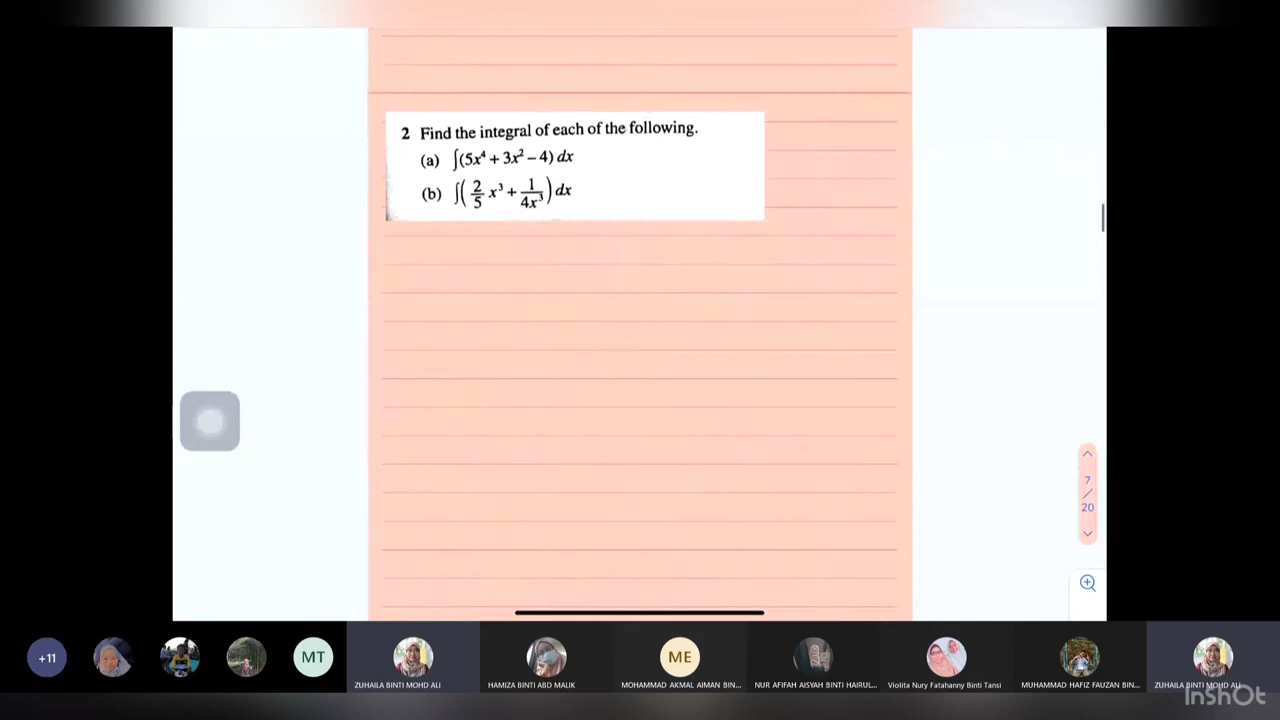 2 Find the integral of each of the following.
(a) ∫(5x⁴ + 3x² – 4) dx
(b) ∫(2/5 x³ + 1/4x³) dx
7
/
20
+11
MT
ZUHAILA BINTI MOHD ALI
HAMIZA BINTI ABD MALIK
ME
MOHAMMAD AKMAL AIMAN BIN...
NUR AFIFAH AISYAH BINTI HAIRUL...
Violita Nury Fatahanny Binti Tansi
MUHAMMAD HAFIZ FAUZAN BIN...
ZUHAILA BINTI MOHD ALI
InShOt